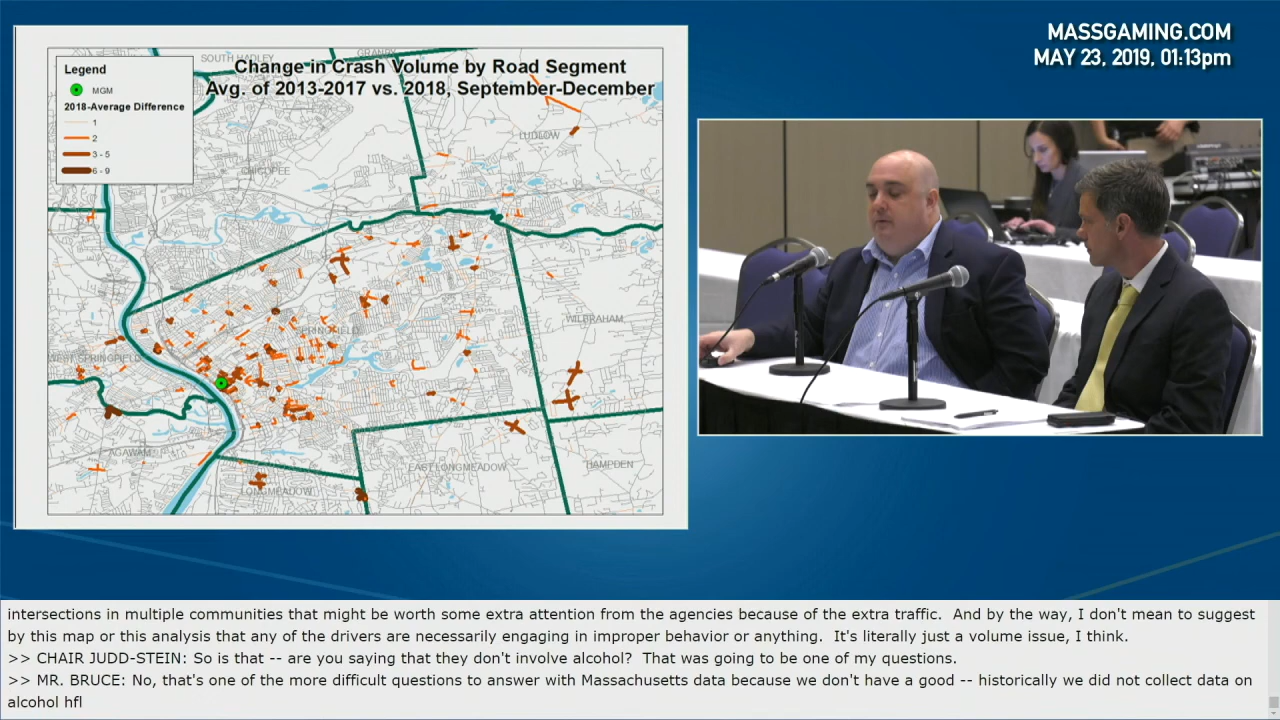 MASSGAMING.COM
MAY 23, 2019, 01:13pm
Change in Crash Volume by Road Segment
Avg. of 2013-2017 vs. 2018, September-December
Legend
MGM
2018-Average Difference
1
2
3 - 5
6 - 9
SOUTH HADLEY
GRANBY
LUDLOW
CHICOPEE
SPRINGFIELD
WILBRAHAM
WEST SPRINGFIELD
AGAWAM
LONGMEADOW
EAST LONGMEADOW
HAMPDEN
intersections in multiple communities that might be worth some extra attention from the agencies because of the extra traffic.  And by the way, I don't mean to suggest
by this map or this analysis that any of the drivers are necessarily engaging in improper behavior or anything.  It's literally just a volume issue, I think.
>> CHAIR JUDD-STEIN: So is that -- are you saying that they don't involve alcohol?  That was going to be one of my questions.
>> MR. BRUCE: No, that's one of the more difficult questions to answer with Massachusetts data because we don't have a good -- historically we did not collect data on
alcohol hfl